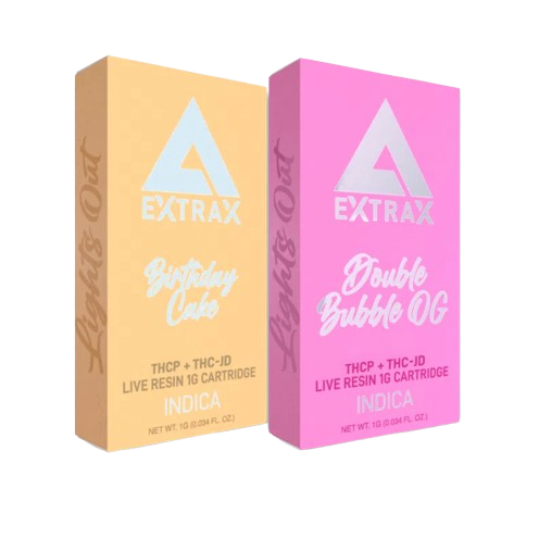 Lights Out
EXTRAX
Birthday
Cake
THCP + THC-JD
LIVE RESIN 1G CARTRIDGE
INDICA
NET WT. 1G (0.034 FL. OZ.)
Lights Out
EXTRAX
Double
Bubble OG
THCP + THC-JD
LIVE RESIN 1G CARTRIDGE
INDICA
NET WT. 1G (0.034 FL. OZ.)